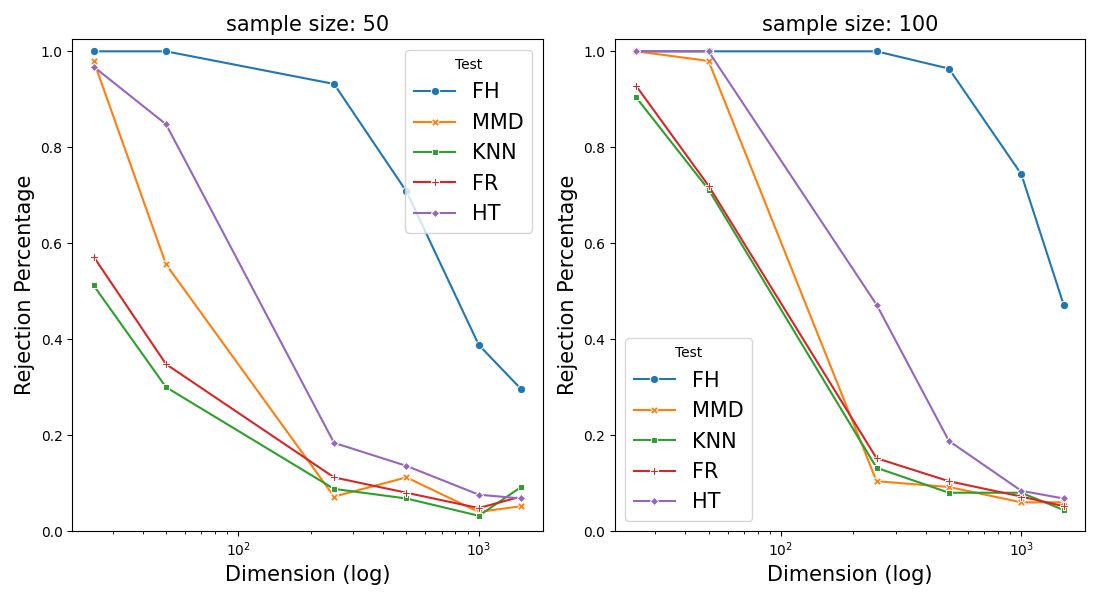 sample size: 50
Rejection Percentage
1.0
0.8
0.6
0.4
0.2
0.0
10²
10³
Dimension (log)
Test
FH
MMD
KNN
FR
HT
sample size: 100
Rejection Percentage
1.0
0.8
0.6
0.4
0.2
0.0
10²
10³
Dimension (log)
Test
FH
MMD
KNN
FR
HT